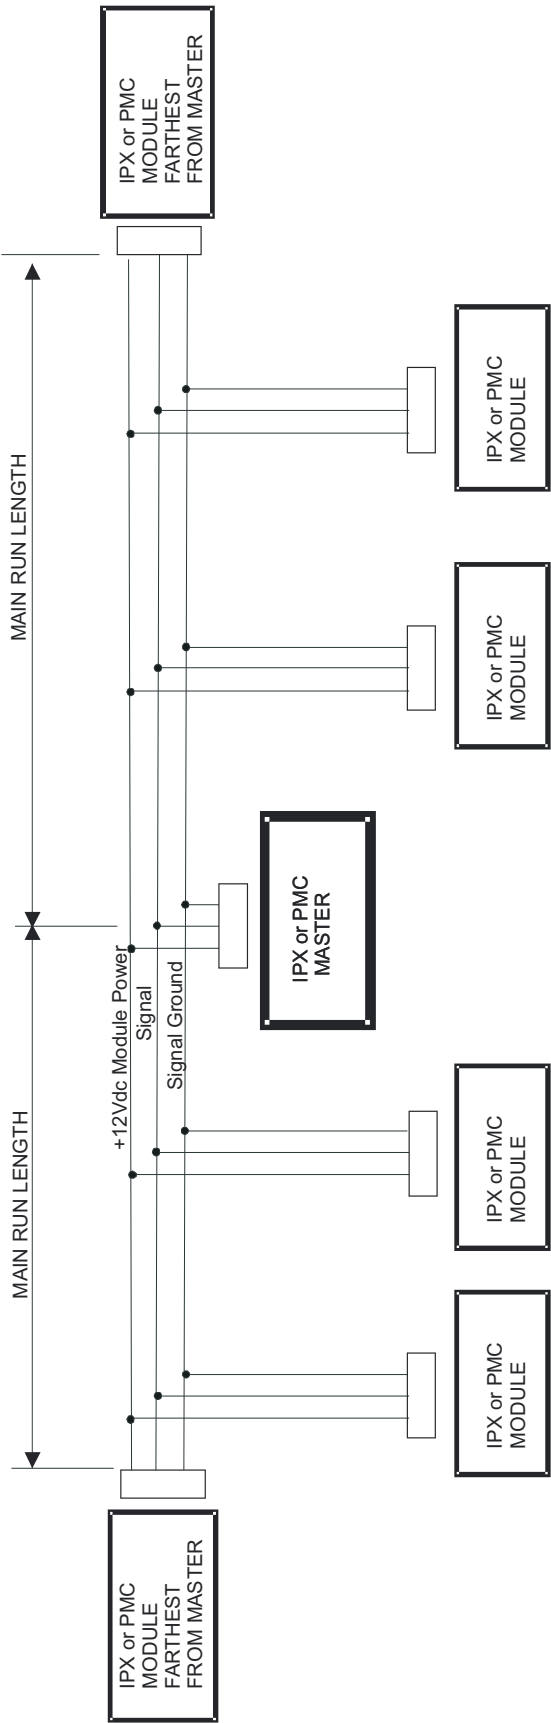 MAIN RUN LENGTH
MAIN RUN LENGTH
IPX or PMC
MODULE
FARTHEST
FROM MASTER
+12Vdc Module Power
Signal
Signal Ground
IPX or PMC
MODULE
FARTHEST
FROM MASTER
IPX or PMC
MASTER
IPX or PMC
MODULE
IPX or PMC
MODULE
IPX or PMC
MODULE
IPX or PMC
MODULE